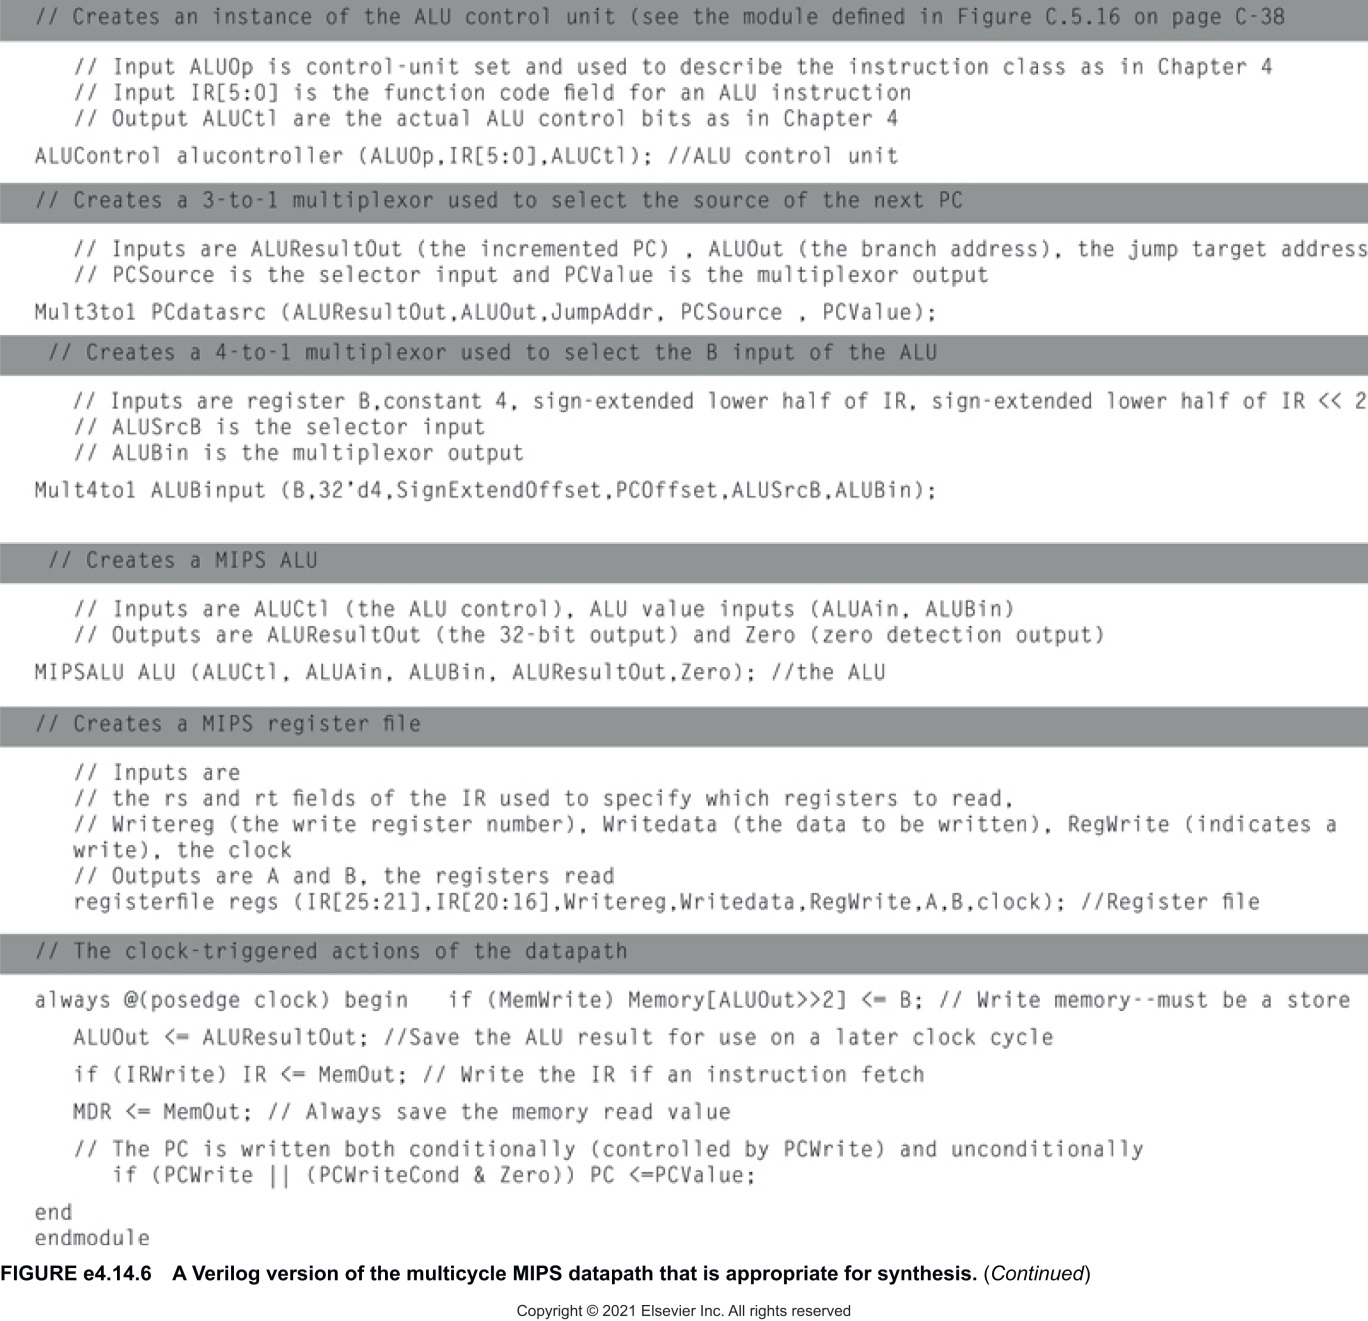 // Creates an instance of the ALU control unit (see the module defined in Figure C.5.16 on page C-38
// Input ALUOp is control-unit set and used to describe the instruction class as in Chapter 4
// Input IR[5:0] is the function code field for an ALU instruction
// Output ALUCtl are the actual ALU control bits as in Chapter 4
ALUControl alucontroller (ALUOp,IR[5:0],ALUCtl); //ALU control unit
// Creates a 3-to-1 multiplexor used to select the source of the next PC
// Inputs are ALUResultOut (the incremented PC) , ALUOut (the branch address), the jump target address
// PCSource is the selector input and PCValue is the multiplexor output
Mult3to1 PCdatasrc (ALUResultOut,ALUOut,JumpAddr, PCSource , PCValue);
// Creates a 4-to-1 multiplexor used to select the B input of the ALU
// Inputs are register B,constant 4, sign-extended lower half of IR, sign-extended lower half of IR << 2
// ALUSrcB is the selector input
// ALUBin is the multiplexor output
Mult4to1 ALUBinput (B,32'd4,SignExtendOffset,PCOffset,ALUSrcB,ALUBin);
// Creates a MIPS ALU
// Inputs are ALUCtl (the ALU control), ALU value inputs (ALUAin, ALUBin)
// Outputs are ALUResultOut (the 32-bit output) and Zero (zero detection output)
MIPSALU ALU (ALUCtl, ALUAin, ALUBin, ALUResultOut,Zero); //the ALU
// Creates a MIPS register file
// Inputs are
// the rs and rt fields of the IR used to specify which registers to read,
// Writereg (the write register number), Writedata (the data to be written), RegWrite (indicates a
write), the clock
// Outputs are A and B, the registers read
registerfile regs (IR[25:21],IR[20:16],Writereg,Writedata,RegWrite,A,B,clock); //Register file
// The clock-triggered actions of the datapath
always @(posedge clock) begin   if (MemWrite) Memory[ALUOut>>2] <= B; // Write memory--must be a store
ALUOut <= ALUResultOut; //Save the ALU result for use on a later clock cycle
if (IRWrite) IR <= MemOut; // Write the IR if an instruction fetch
MDR <= MemOut; // Always save the memory read value
// The PC is written both conditionally (controlled by PCWrite) and unconditionally
if (PCWrite || (PCWriteCond & Zero)) PC <=PCValue;
end
endmodule
FIGURE e4.14.6 A Verilog version of the multicycle MIPS datapath that is appropriate for synthesis. (Continued)
Copyright © 2021 Elsevier Inc. All rights reserved